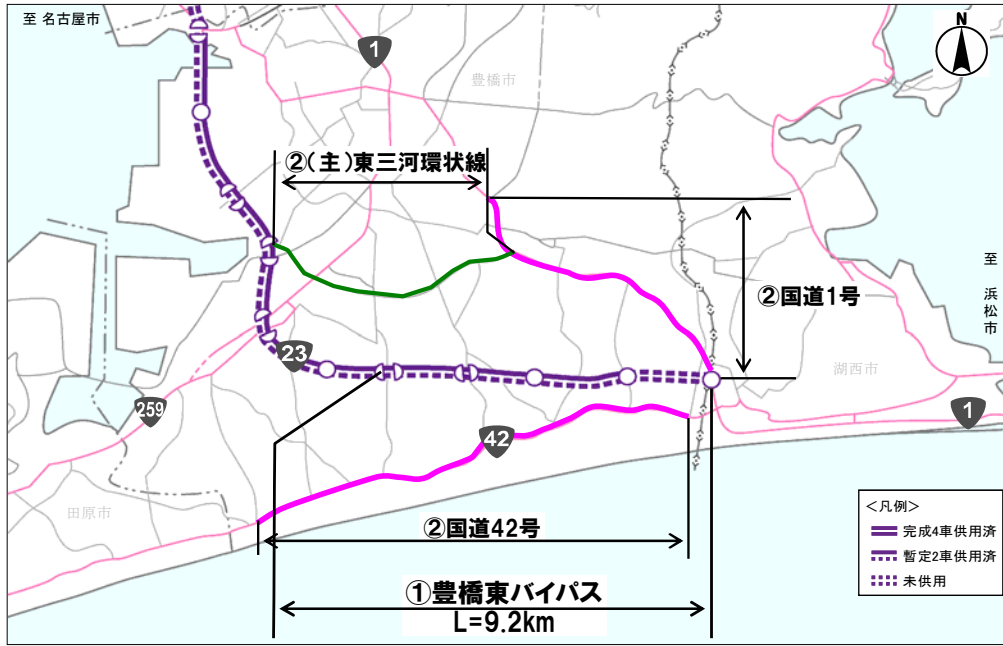 至 名古屋市
N
1
豊橋市
②(主)東三河環状線
至 浜松市
②国道1号
23
湖西市
259
1
42
田原市
②国道42号
①豊橋東バイパス
L=9.2km
<凡例>
完成4車供用済
暫定2車供用済
未供用